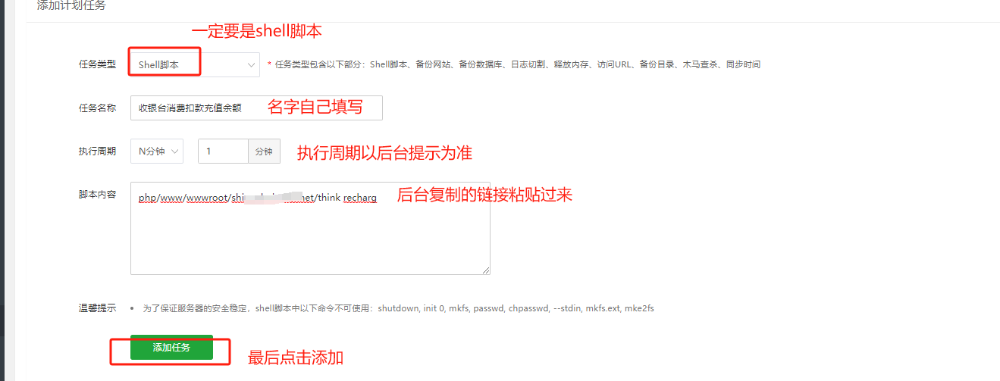 添加计划任务
一定要是shell脚本
任务类型 Shell脚本 * 任务类型包含以下部分：Shell脚本、备份网站、备份数据库、日志切割、释放内存、访问URL、备份目录、木马查杀、同步时间
任务名称 收银台消费扣款充值余额 名字自己填写
执行周期 N分钟 1 分钟 执行周期以后台提示为准
脚本内容 php/www/wwwroot/shi net/think recharg 后台复制的链接粘贴过来
温馨提示 • 为了保证服务器的安全稳定，shell脚本中以下命令不可使用：shutdown, init 0, mkfs, passwd, chpasswd, --stdin, mkfs.ext, mke2fs
添加任务 最后点击添加